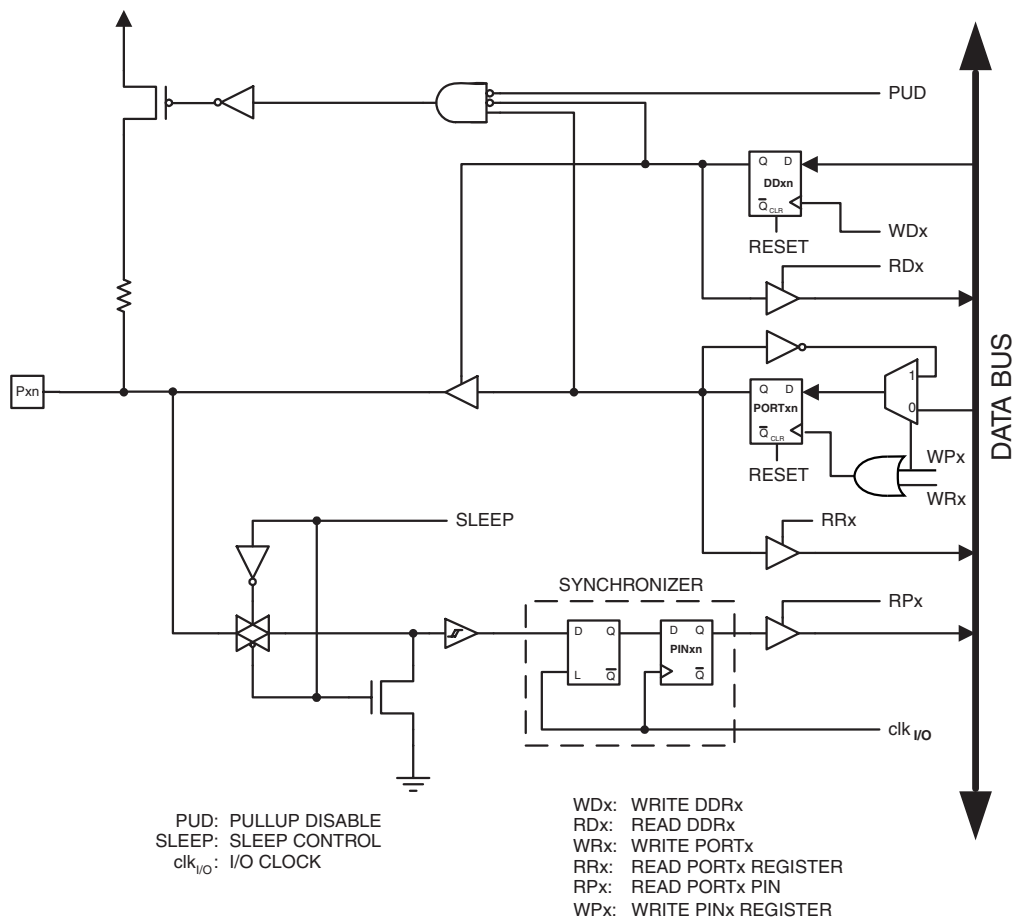 PUD
Q D
DDxn
Q CLR
WDx
RESET
RDx
Pxn
1
Q D
PORTxn
0
Q CLR
WPx
RESET
WRx
DATA BUS
SLEEP
RRx
SYNCHRONIZER
RPx
D Q
D Q
PINxn
L Q
Q
clk I/O
PUD: PULLUP DISABLE
SLEEP: SLEEP CONTROL
clkI/O: I/O CLOCK
WDx: WRITE DDRx
RDx: READ DDRx
WRx: WRITE PORTx
RRx: READ PORTx REGISTER
RPx: READ PORTx PIN
WPx: WRITE PINx REGISTER